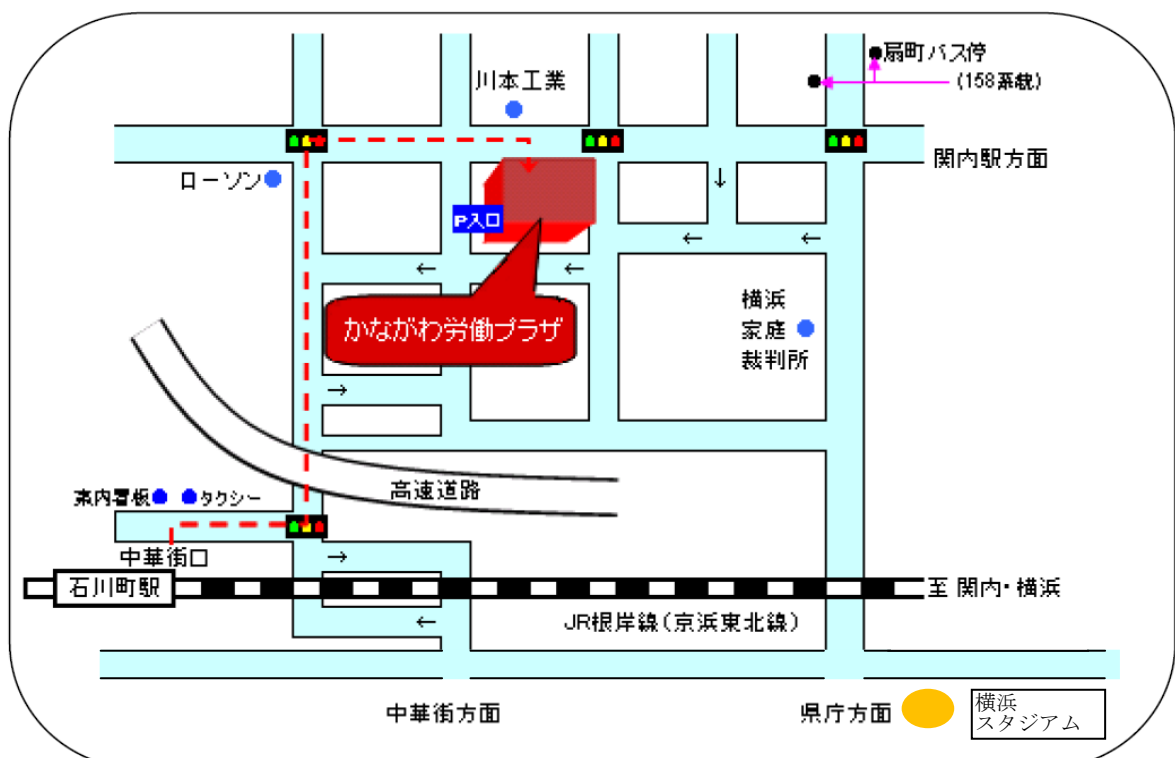 扇町バス停
(158系統)
川本工業
関内駅方面
ローソン
↓
P入口
←
←
←
←
かながわ労働プラザ
横浜
家庭
裁判所
→
高速道路
案内看板
タクシー
中華街口
→
石川町駅
至 関内・横浜
←
JR根岸線(京浜東北線)
中華街方面
県庁方面
横浜
スタジアム